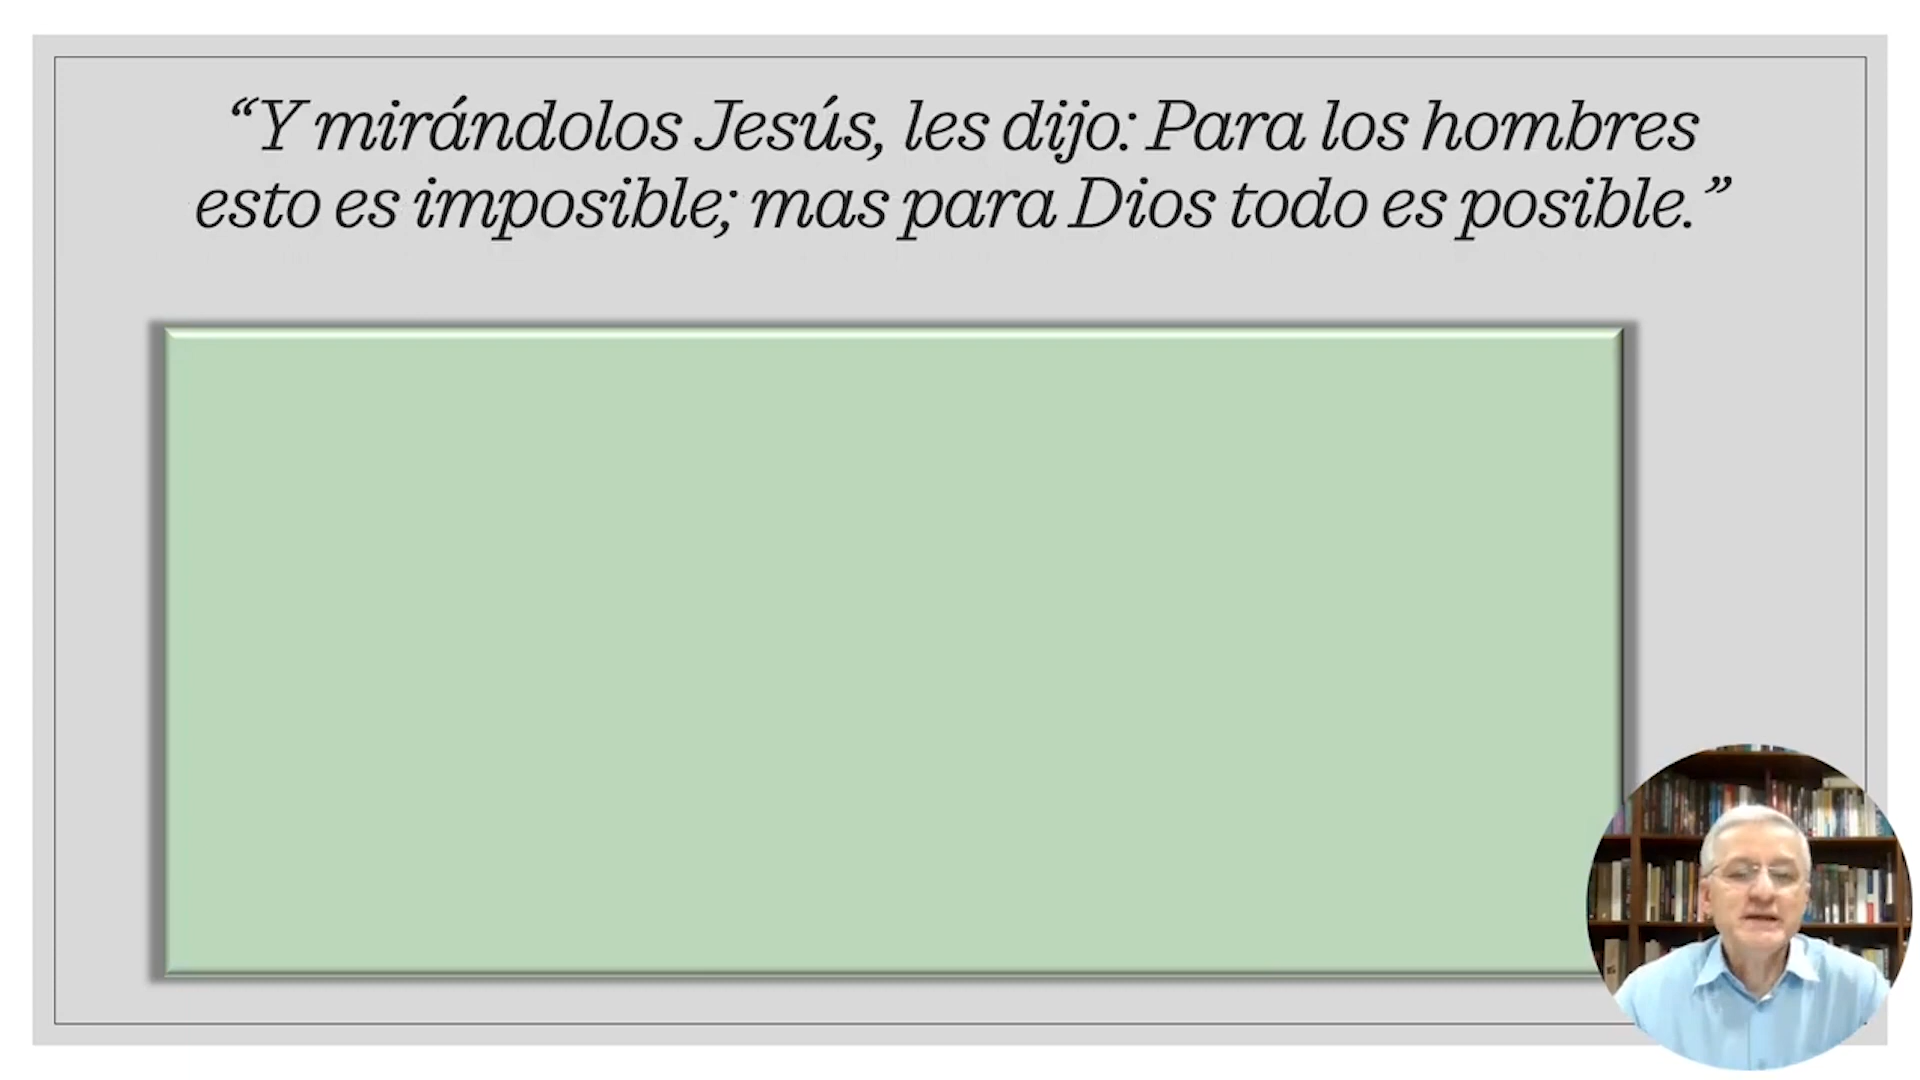 “Y mirándolos Jesús, les dijo: Para los hombres
esto es imposible; mas para Dios todo es posible.”